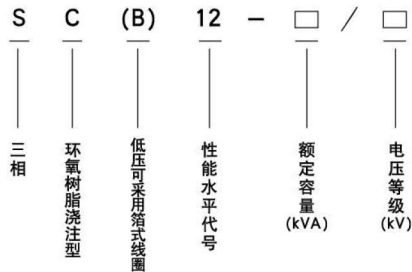 S C (B) 12 - □ / □
三相
环氧树脂浇注型
低压可采用箔式线圈
性能水平代号
额定容量(kVA)
电压等级(kV)